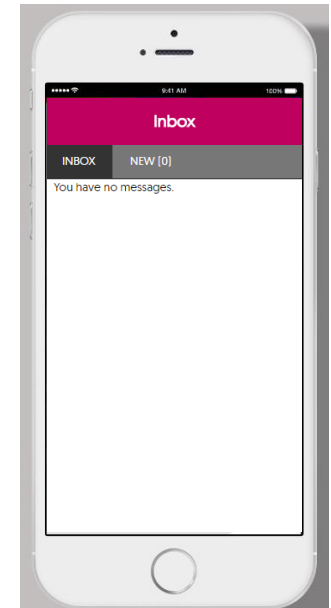 9:41 AM
100%
Inbox
INBOX
NEW (0)
You have no messages.